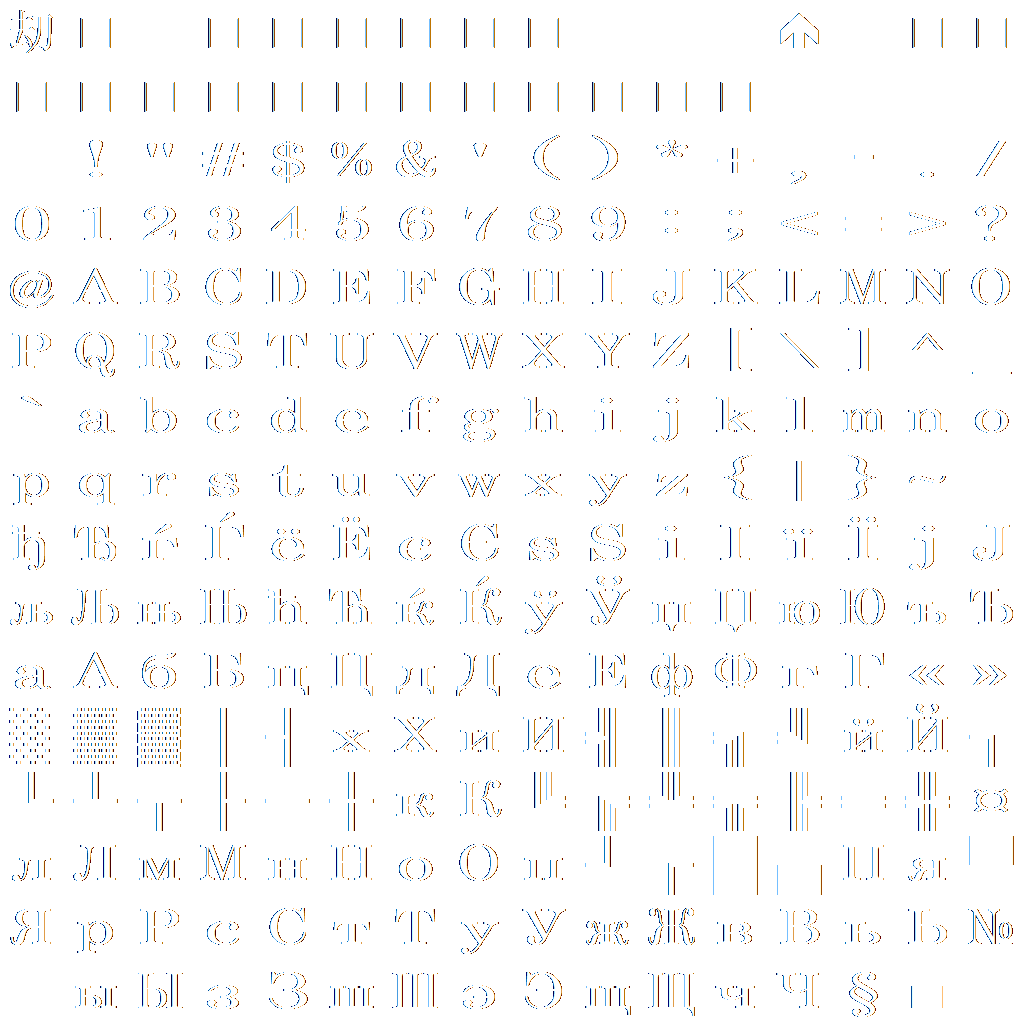 ! " # $ % & ' ( ) * + , - . /
0 1 2 3 4 5 6 7 8 9 : ; < = > ?
@ A B C D E F G H I J K L M N O
P Q R S T U V W X Y Z [ \ ] ^ _
` a b c d e f g h i j k l m n o
p q r s t u v w x y z { | } ~
ђ Ђ ѓ Ѓ ё Ё є Є ѕ Ѕ і І ї Ї ј Ј
љ Љ њ Њ ћ Ћ ќ Ќ ў Ў џ Џ ю Ю ъ Ъ
а А б Б ц Ц д Д е Е ф Ф г Г « »
░ ▒ ▓ │ ┤ х Х и И ╣ ║ ╗ ╝ й Й ┐
└ ┴ ┬ ├ ─ ┼ к К ╚ ╔ ╩ ╦ ╠ ═ ╬ ¤
л Л м М н Н о О п ┘ ┌ █ ▄ П я ▀
Я р Р с С т Т у У ж Ж в В ь Ь №
ы Ы з З ш Ш э Э щ Щ ч Ч § ■